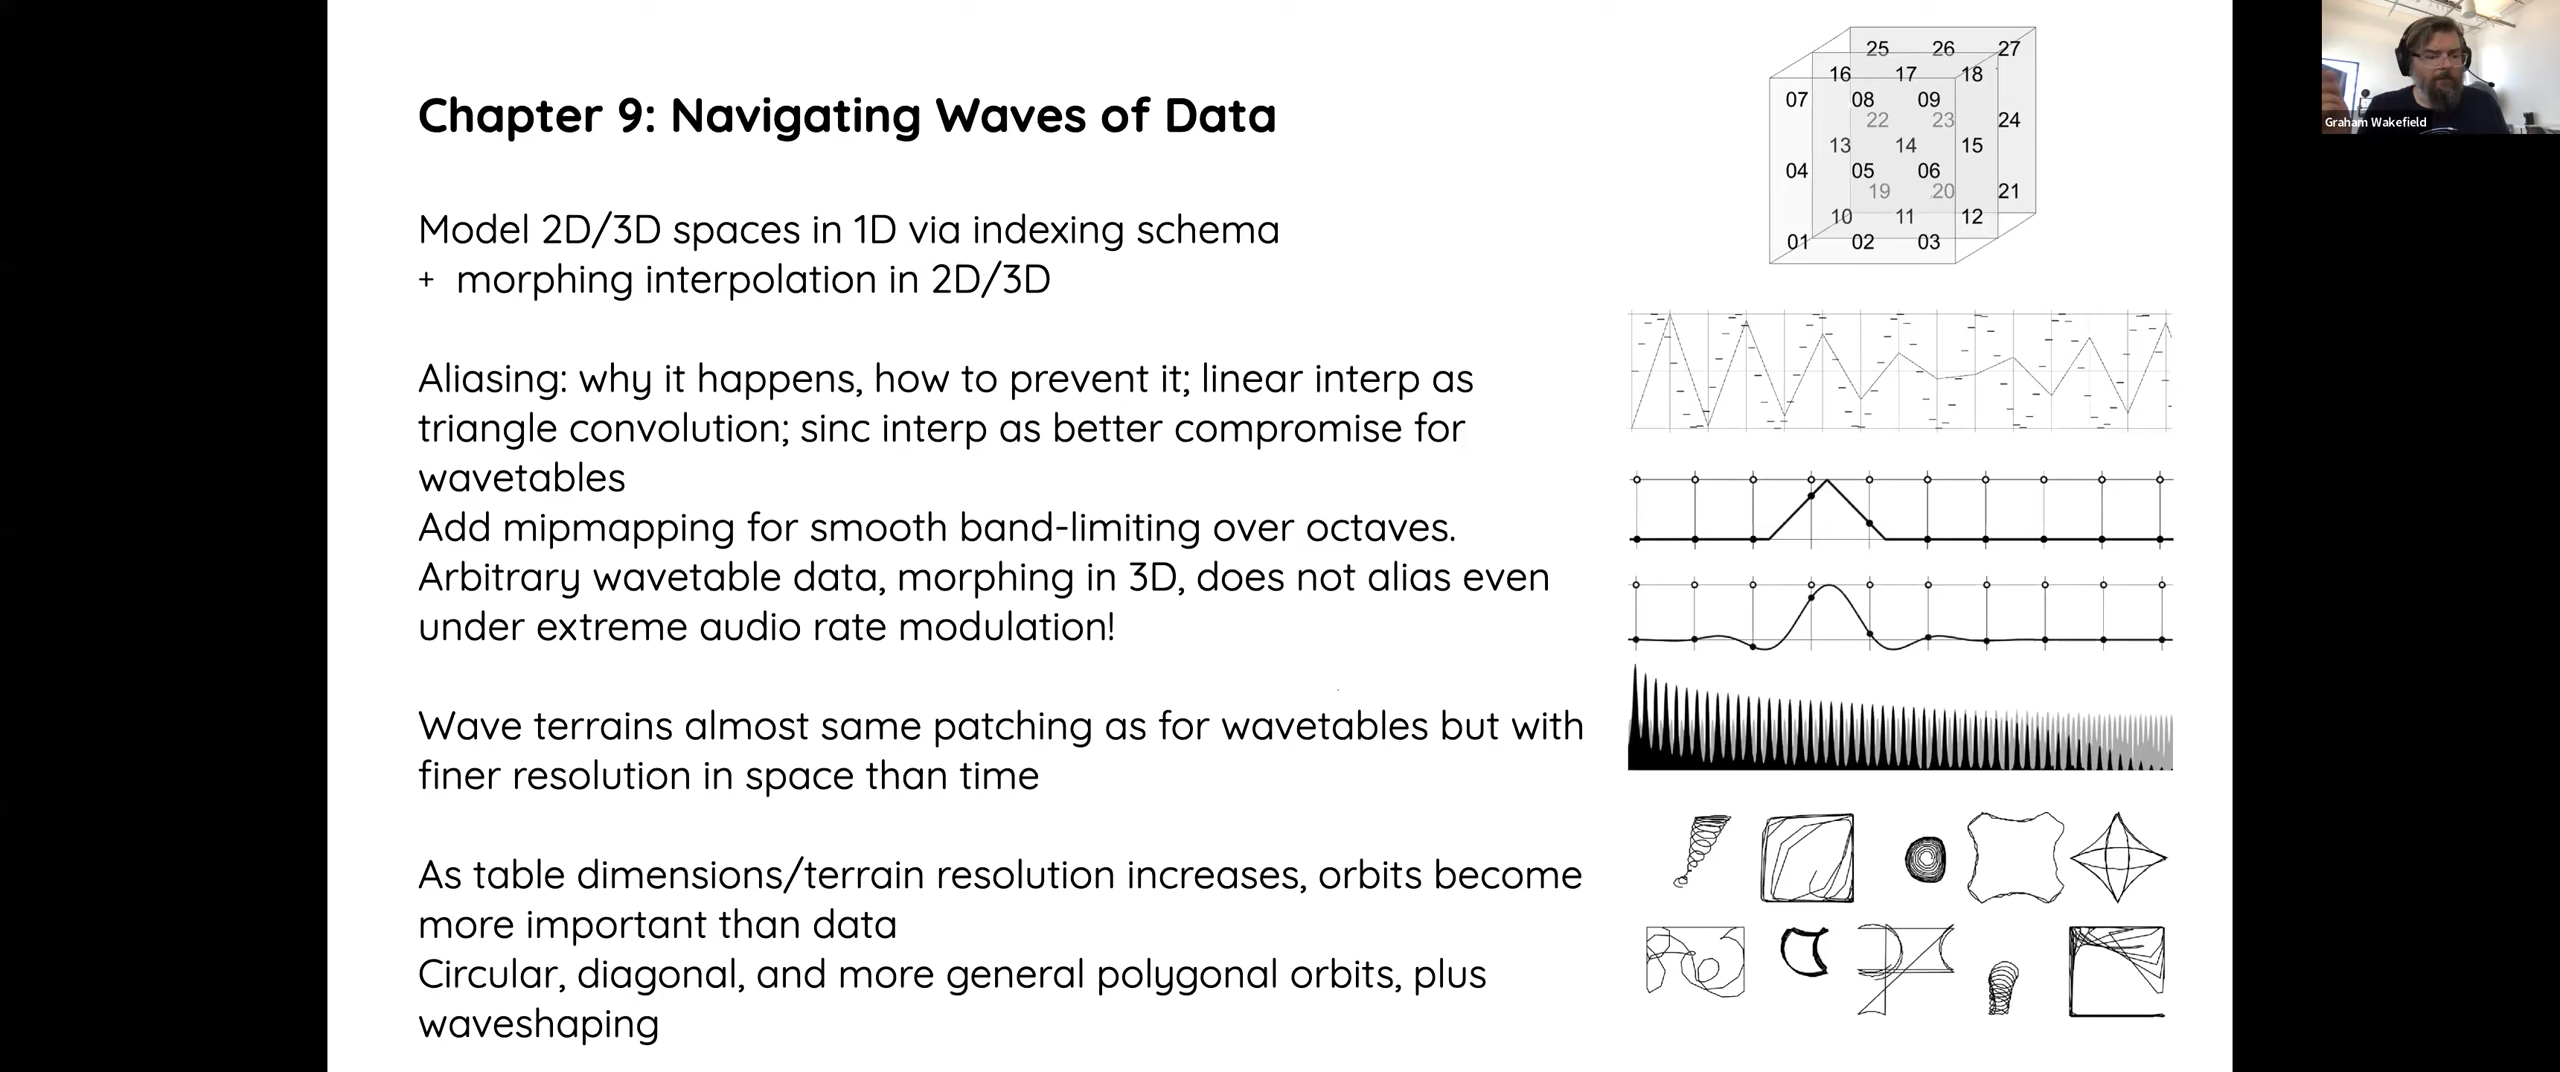 Chapter 9: Navigating Waves of Data
Model 2D/3D spaces in 1D via indexing schema
+ morphing interpolation in 2D/3D
Aliasing: why it happens, how to prevent it; linear interp as
triangle convolution; sinc interp as better compromise for
wavetables
Add mipmapping for smooth band-limiting over octaves.
Arbitrary wavetable data, morphing in 3D, does not alias even
under extreme audio rate modulation!
Wave terrains almost same patching as for wavetables but with
finer resolution in space than time
As table dimensions/terrain resolution increases, orbits become
more important than data
Circular, diagonal, and more general polygonal orbits, plus
waveshaping
25 26 27
16 17 18
07 08 09
22 23 24
13 14 15
04 05 06
19 20 21
10 11 12
01 02 03
Graham Wakefield